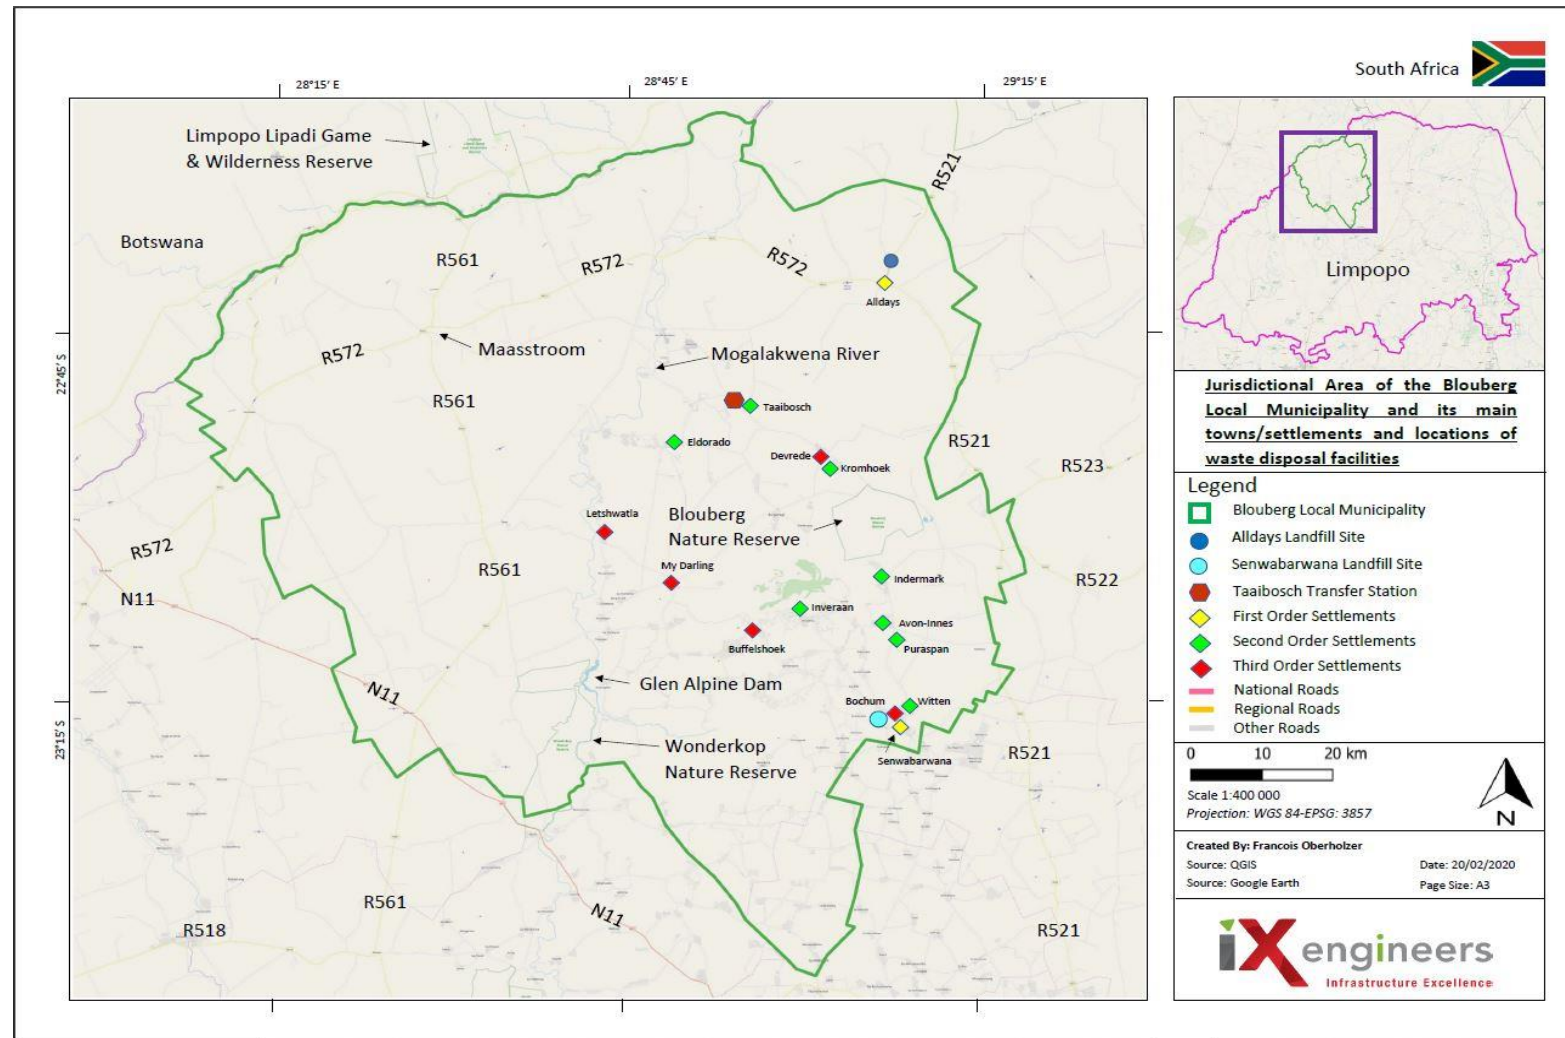 South Africa
28°15′ E
28°45′ E
29°15′ E
22°45′ S
23°15′ S
Limpopo Lipadi Game
& Wilderness Reserve
Botswana
R561
R572
R572
R521
Alldays
R572
Maasstroom
Mogalakwena River
R561
Taaibosch
Eldorado
Devrede
Kromhoek
R521
R523
Letshwatla
Blouberg
Nature Reserve
R572
N11
R561
My Darling
Indermark
R522
Inveraan
Avon-Innes
Puraspan
Buffelshoek
N11
Glen Alpine Dam
Bochum
Witten
Senwabarwana
Wonderkop
Nature Reserve
R521
R561
N11
R518
R521
Limpopo
Jurisdictional Area of the Blouberg
Local Municipality and its main
towns/settlements and locations of
waste disposal facilities
Legend
Blouberg Local Municipality
Alldays Landfill Site
Senwabarwana Landfill Site
Taaibosch Transfer Station
First Order Settlements
Second Order Settlements
Third Order Settlements
National Roads
Regional Roads
Other Roads
0 10 20 km
Scale 1:400 000
Projection: WGS 84-EPSG: 3857
N
Created By: Francois Oberholzer
Source: QGIS
Date: 20/02/2020
Source: Google Earth
Page Size: A3
iX engineers
Infrastructure Excellence